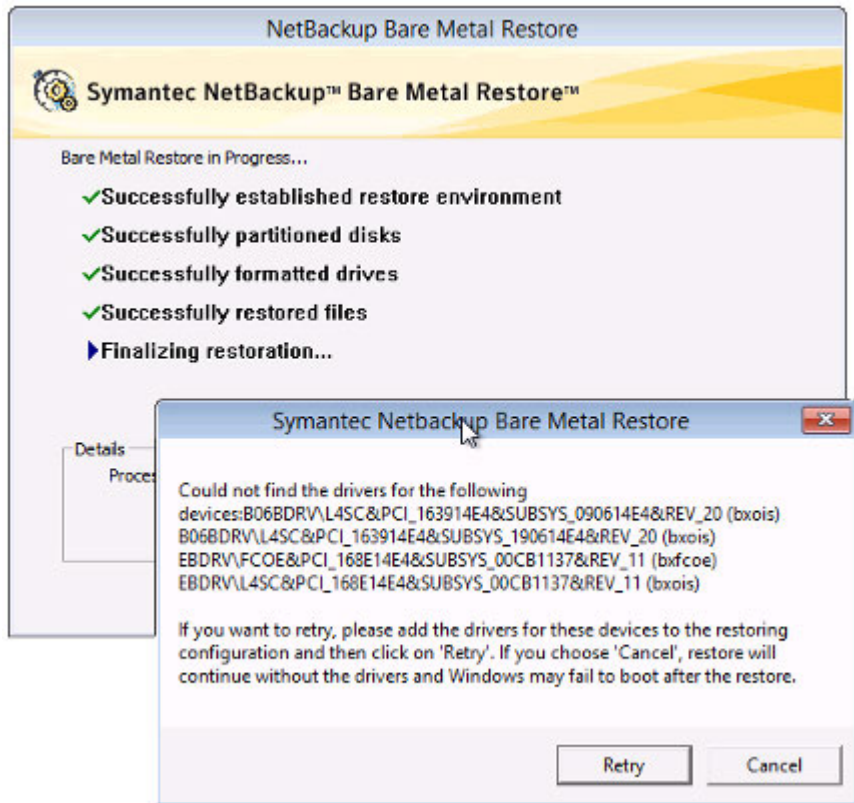 NetBackup Bare Metal Restore
Symantec NetBackup™ Bare Metal Restore™
Bare Metal Restore in Progress...
Successfully established restore environment
Successfully partitioned disks
Successfully formatted drives
Successfully restored files
Finalizing restoration...
Symantec Netbackup Bare Metal Restore
Details
Proces
Could not find the drivers for the following
devices:B06BDRV\L4SC&PCI_163914E4&SUBSYS_090614E4&REV_20 (bxois)
B06BDRV\L4SC&PCI_163914E4&SUBSYS_190614E4&REV_20 (bxois)
EBDRV\FCOE&PCI_168E14E4&SUBSYS_00CB1137&REV_11 (bxfcoe)
EBDRV\L4SC&PCI_168E14E4&SUBSYS_00CB1137&REV_11 (bxois)
If you want to retry, please add the drivers for these devices to the restoring
configuration and then click on 'Retry'. If you choose 'Cancel', restore will
continue without the drivers and Windows may fail to boot after the restore.
Retry
Cancel